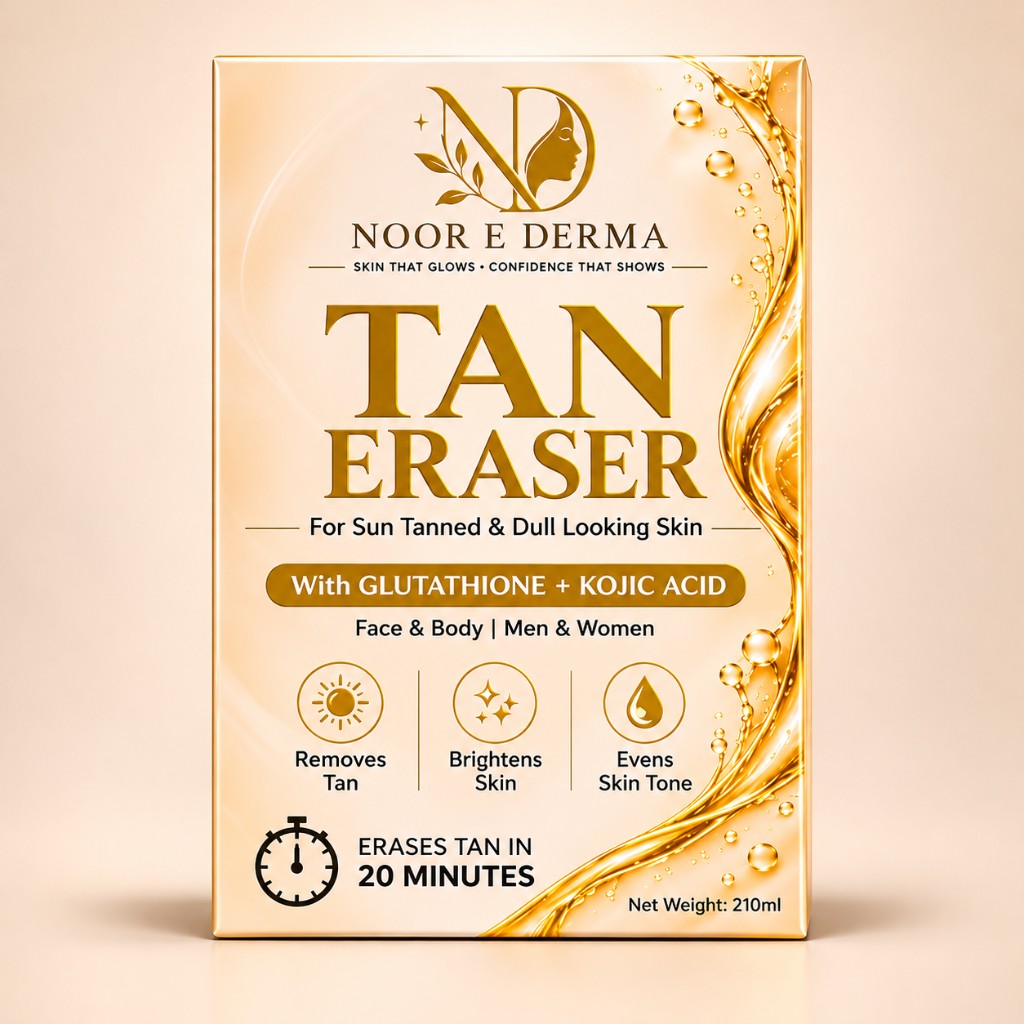 ND
NOOR E DERMA
SKIN THAT GLOWS • CONFIDENCE THAT SHOWS
TAN
ERASER
For Sun Tanned & Dull Looking Skin
With GLUTATHIONE + KOJIC ACID
Face & Body | Men & Women
Removes
Tan
Brightens
Skin
Evens
Skin Tone
ERASES TAN IN
20 MINUTES
Net Weight: 210ml